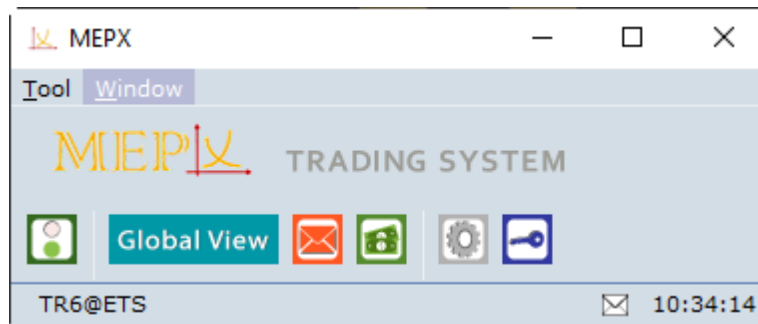 MEPX
Tool Window
MEPX TRADING SYSTEM
Global View
TR6@ETS 10:34:14